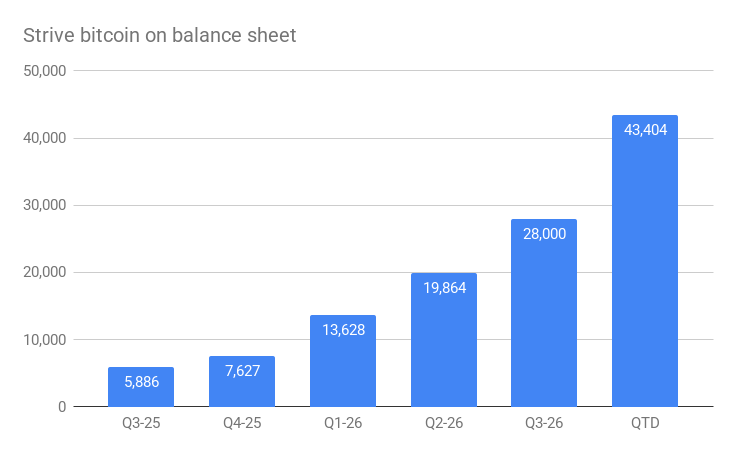 Strive bitcoin on balance sheet
50,000
40,000
30,000
20,000
10,000
0
5,886
7,627
13,628
19,864
28,000
43,404
Q3-25
Q4-25
Q1-26
Q2-26
Q3-26
QTD